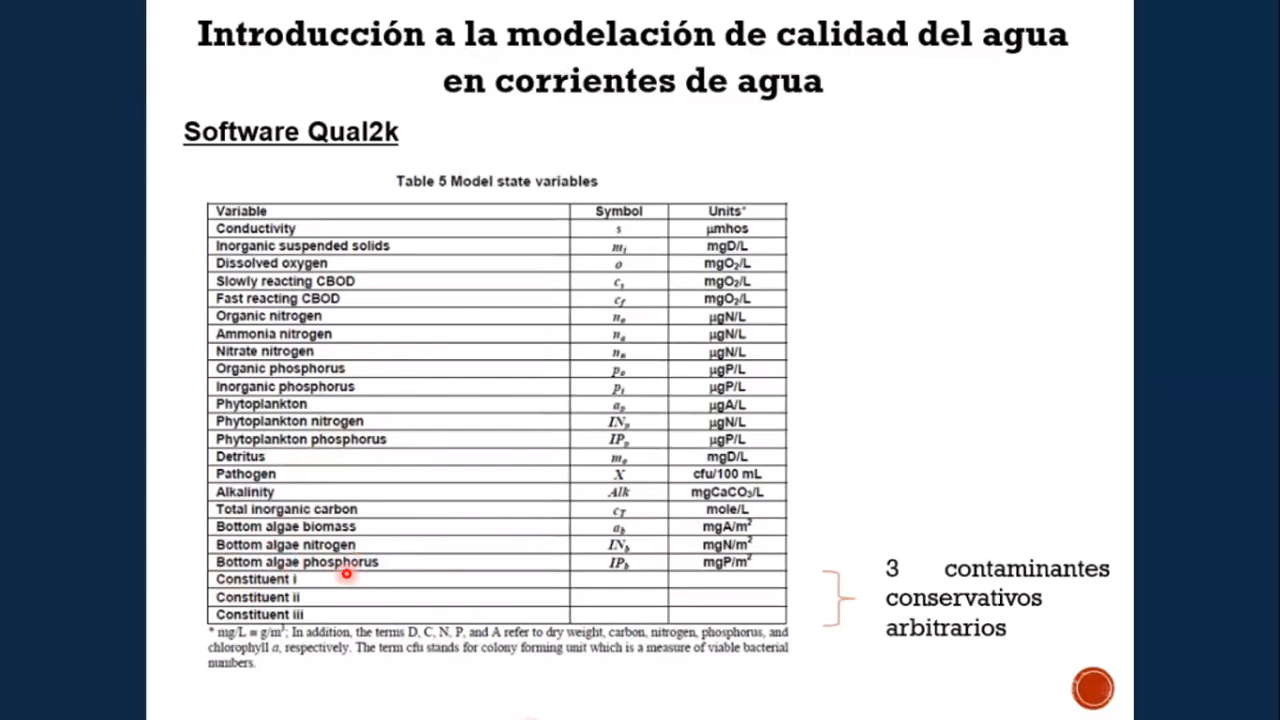 Introducción a la modelación de calidad del agua
en corrientes de agua
Software Qual2k
Table 5 Model state variables
Variable Symbol Units*
Conductivity s µmhos
Inorganic suspended solids mi mgD/L
Dissolved oxygen o mgO2/L
Slowly reacting CBOD cs mgO2/L
Fast reacting CBOD cf mgO2/L
Organic nitrogen no µgN/L
Ammonia nitrogen na µgN/L
Nitrate nitrogen nn µgN/L
Organic phosphorus po µgP/L
Inorganic phosphorus pi µgP/L
Phytoplankton ap µgA/L
Phytoplankton nitrogen INp µgN/L
Phytoplankton phosphorus IPp µgP/L
Detritus mo mgD/L
Pathogen X cfu/100 mL
Alkalinity Alk mgCaCO3/L
Total inorganic carbon cT mole/L
Bottom algae biomass ab mgA/m²
Bottom algae nitrogen INb mgN/m²
Bottom algae phosphorus IPb mgP/m²
Constituent i
Constituent ii
Constituent iii
* mg/L ≡ g/m³; In addition, the terms D, C, N, P, and A refer to dry weight, carbon, nitrogen, phosphorus, and
chlorophyll a, respectively. The term cfu stands for colony forming unit which is a measure of viable bacterial
numbers.
3 contaminantes
conservativos
arbitrarios